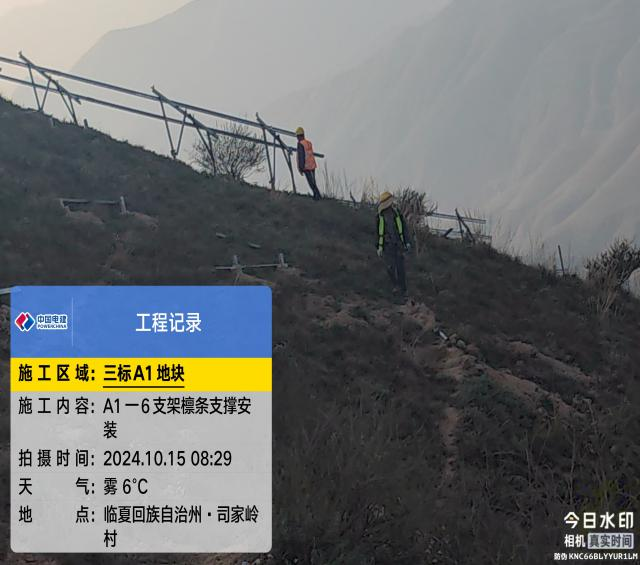 中国电建
POWERCHINA
工程记录
施工区域：三标A1地块
施工内容：A1一6支架檩条支撑安
装
拍摄时间：2024.10.15 08:29
天气：雾 6℃
地点：临夏回族自治州·司家岭
村
今日水印
相机 真实时间
防伪 KNC66BLYYUR1LM